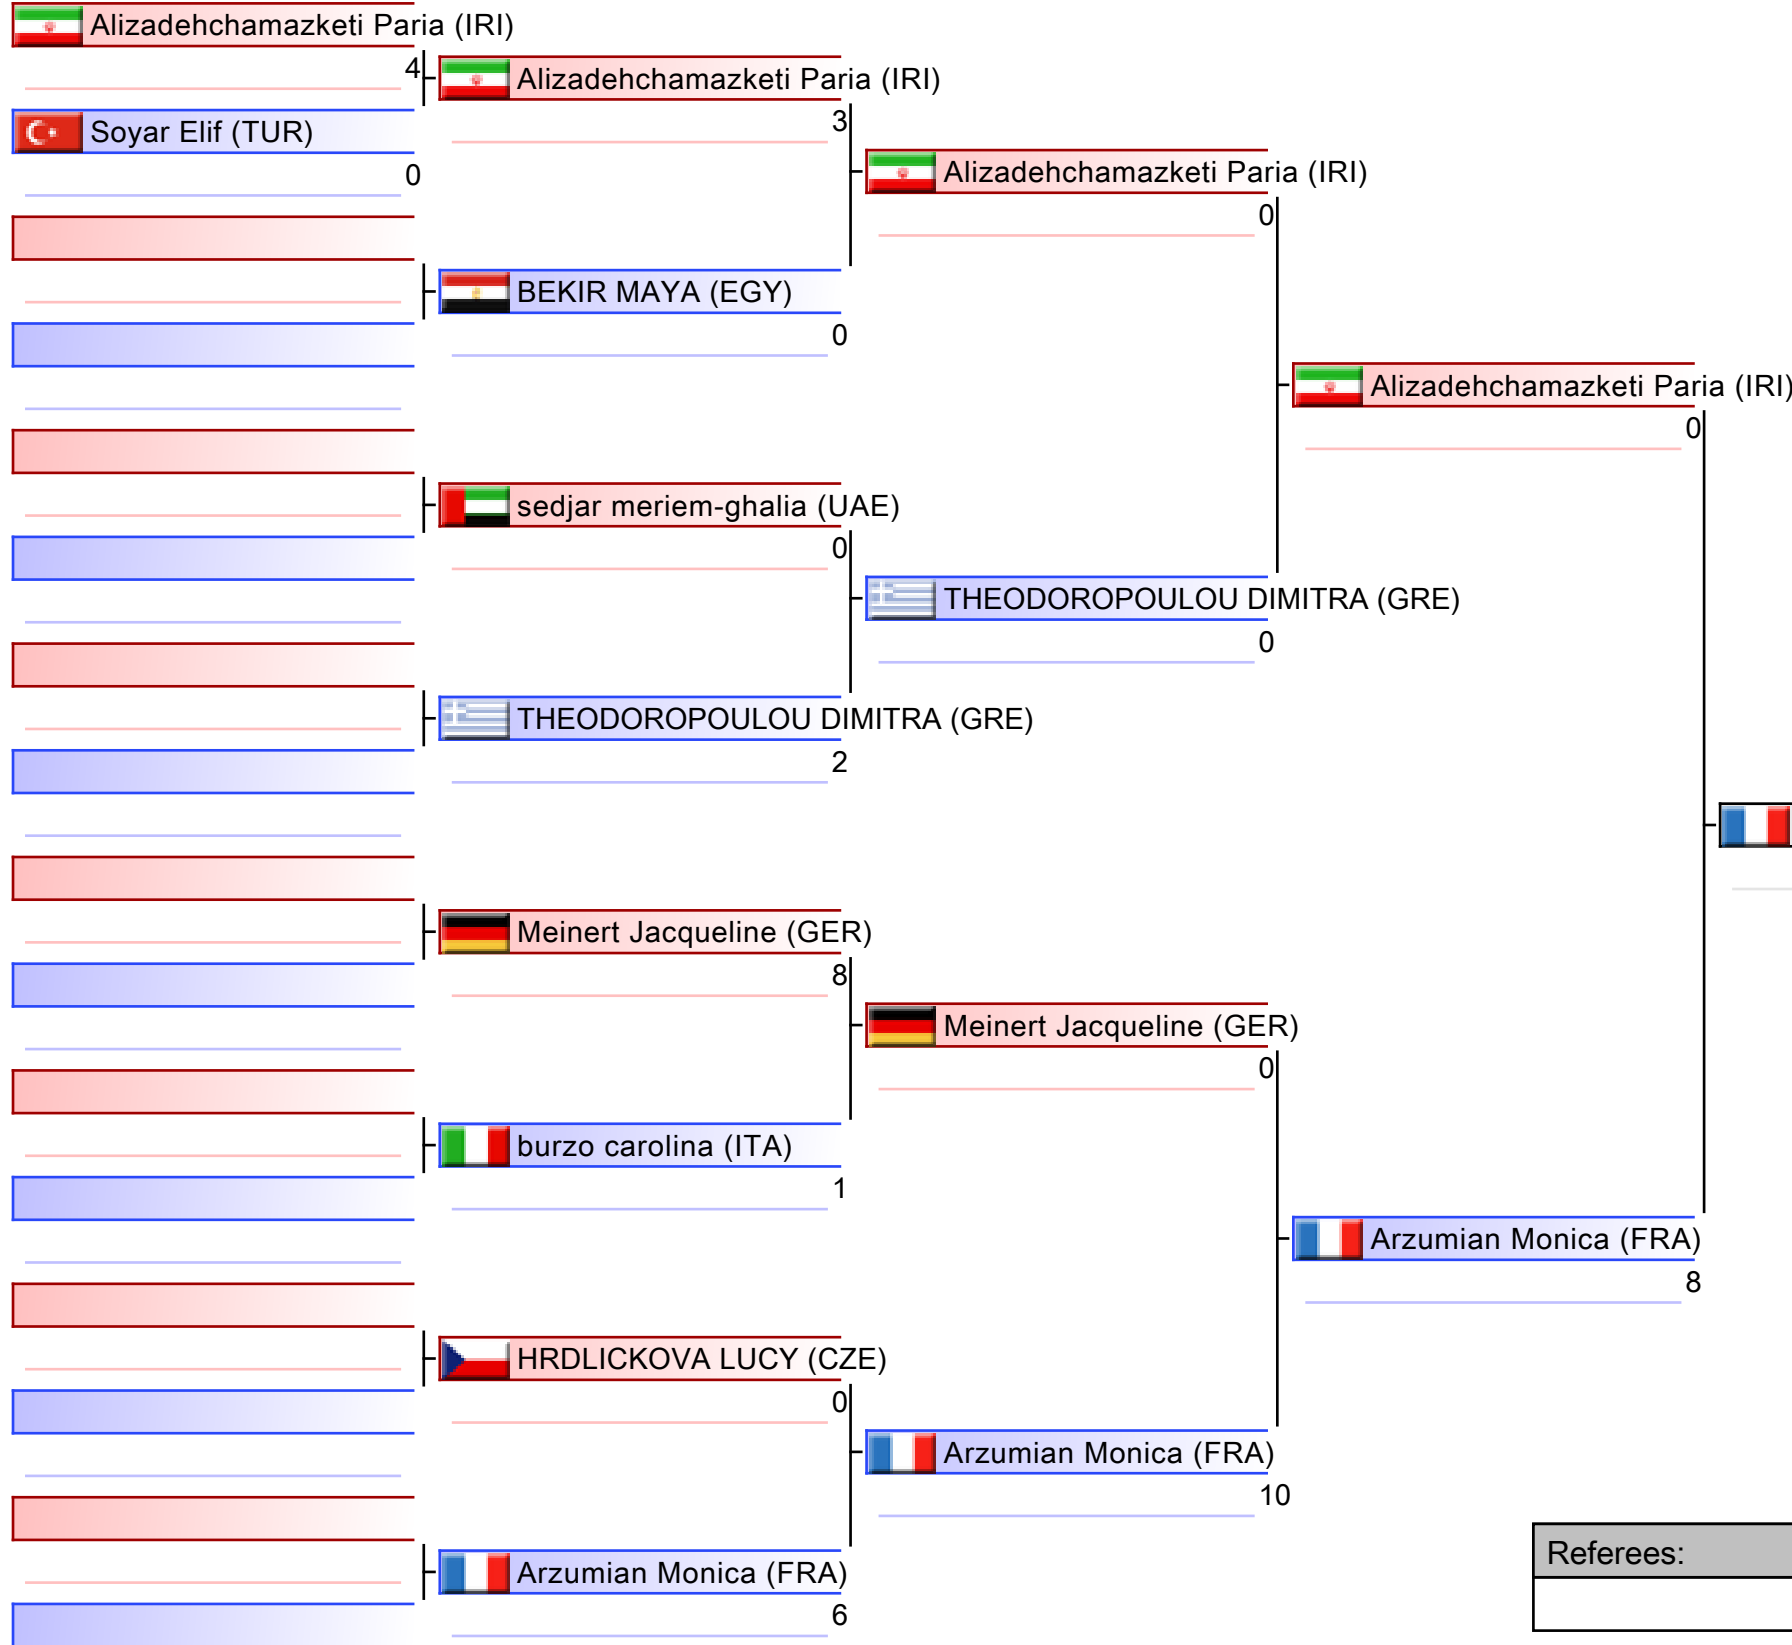 Alizadehchamazketi Paria (IRI)
4
Soyar Elif (TUR)
0
Alizadehchamazketi Paria (IRI)
3
BEKIR MAYA (EGY)
0
sedjar meriem-ghalia (UAE)
0
THEODOROPOULOU DIMITRA (GRE)
2
Meinert Jacqueline (GER)
8
burzo carolina (ITA)
1
HRDLICKOVA LUCY (CZE)
0
Arzumian Monica (FRA)
6
Alizadehchamazketi Paria (IRI)
0
THEODOROPOULOU DIMITRA (GRE)
0
Meinert Jacqueline (GER)
0
Arzumian Monica (FRA)
10
Alizadehchamazketi Paria (IRI)
0
Arzumian Monica (FRA)
8
Referees: